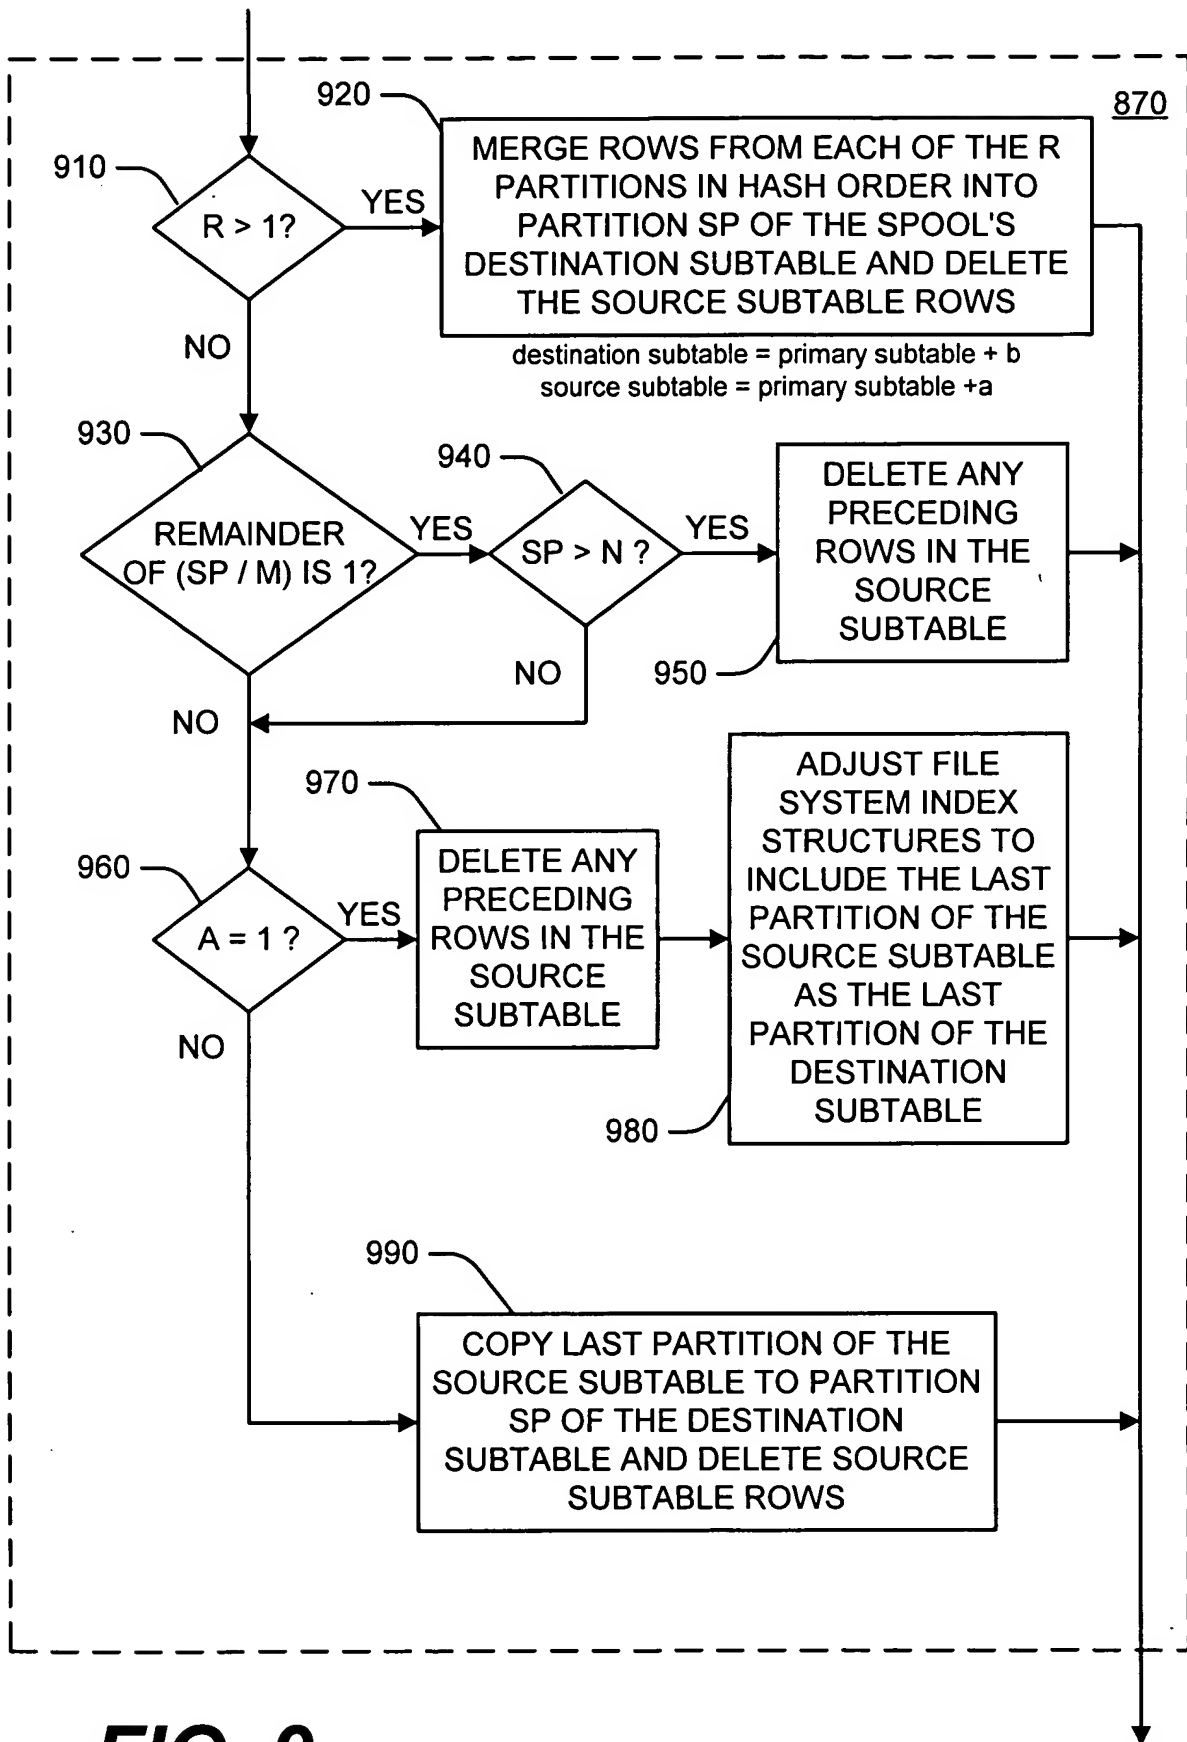 870
920
MERGE ROWS FROM EACH OF THE R
PARTITIONS IN HASH ORDER INTO
PARTITION SP OF THE SPOOL'S
DESTINATION SUBTABLE AND DELETE
THE SOURCE SUBTABLE ROWS
910
R > 1?
YES
NO
destination subtable = primary subtable + b
source subtable = primary subtable +a
930
REMAINDER
OF (SP / M) IS 1?
YES
940
SP > N ?
YES
DELETE ANY
PRECEDING
ROWS IN THE
SOURCE
SUBTABLE
950
NO
NO
960
A = 1 ?
YES
970
DELETE ANY
PRECEDING
ROWS IN THE
SOURCE
SUBTABLE
ADJUST FILE
SYSTEM INDEX
STRUCTURES TO
INCLUDE THE LAST
PARTITION OF THE
SOURCE SUBTABLE
AS THE LAST
PARTITION OF THE
DESTINATION
SUBTABLE
980
NO
990
COPY LAST PARTITION OF THE
SOURCE SUBTABLE TO PARTITION
SP OF THE DESTINATION
SUBTABLE AND DELETE SOURCE
SUBTABLE ROWS
FIG.